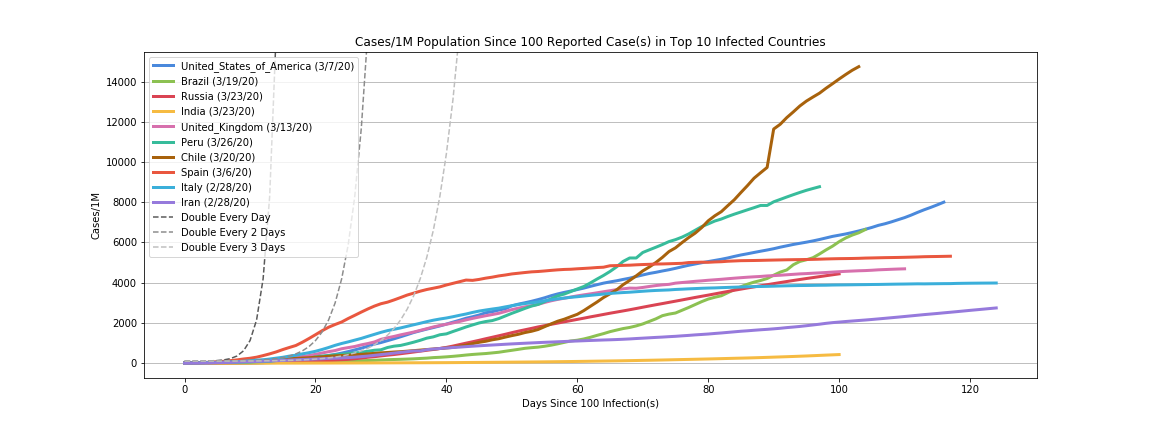 Cases/1M Population Since 100 Reported Case(s) in Top 10 Infected Countries
14000
12000
10000
8000
6000
4000
2000
0
Cases/1M
United_States_of_America (3/7/20)
Brazil (3/19/20)
Russia (3/23/20)
India (3/23/20)
United_Kingdom (3/13/20)
Peru (3/26/20)
Chile (3/20/20)
Spain (3/6/20)
Italy (2/28/20)
Iran (2/28/20)
Double Every Day
Double Every 2 Days
Double Every 3 Days
0 20 40 60 80 100 120
Days Since 100 Infection(s)